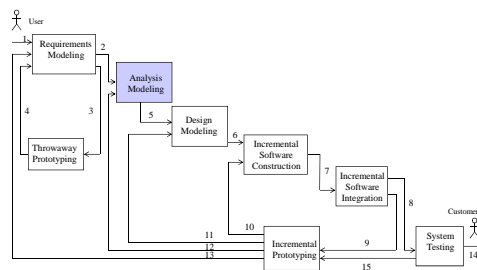 User
1
Requirements
Modeling
2
Analysis
Modeling
4
3
5
Design
Modeling
Throwaway
Prototyping
6
Incremental
Software
Construction
7
Incremental
Software
Integration
8
Customer
10
11
12
13
Incremental
Prototyping
9
15
System
Testing
14